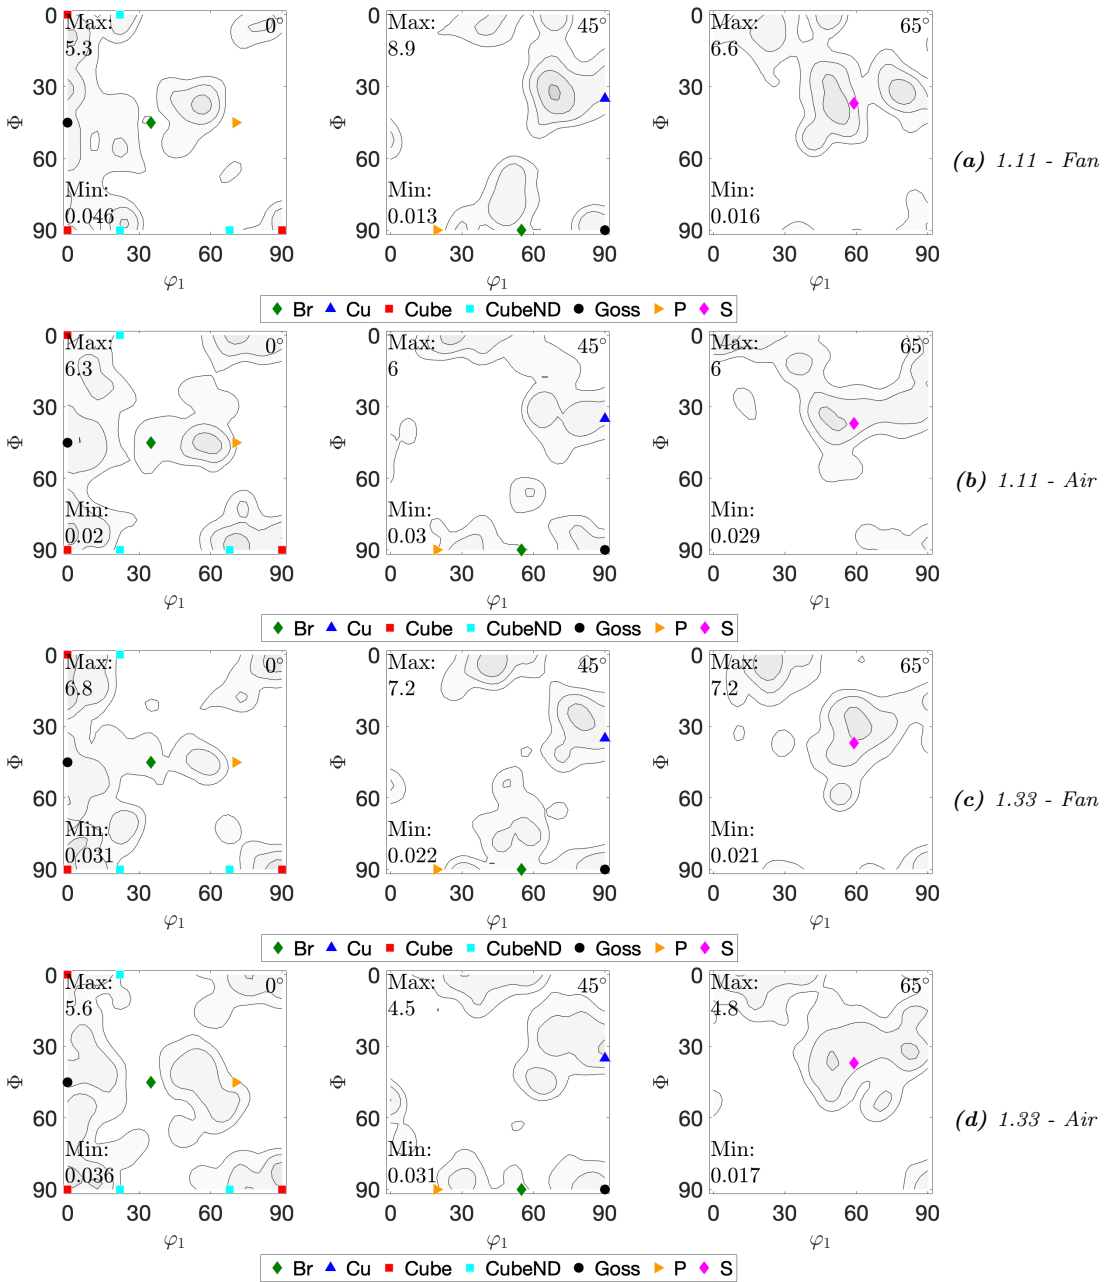 0 Max: 5.3 0°
30
Φ
60
Min: 0.046
90
0 30 60 90
φ₁
Max: 8.9 45°
0
30
Φ
60
Min: 0.013
90
0 30 60 90
φ₁
Max: 6.6 65°
0
30
Φ
60
Min: 0.016
90
0 30 60 90
φ₁
(a) 1.11 - Fan
Br Cu Cube CubeND Goss P S
0 Max: 6.3 0°
30
Φ
60
Min: 0.02
90
0 30 60 90
φ₁
0 Max: 6 45°
30
Φ
60
Min: 0.03
90
0 30 60 90
φ₁
0 Max: 6 65°
30
Φ
60
Min: 0.029
90
0 30 60 90
φ₁
(b) 1.11 - Air
Br Cu Cube CubeND Goss P S
0 Max: 6.8 0°
30
Φ
60
Min: 0.031
90
0 30 60 90
φ₁
0 Max: 7.2 45°
30
Φ
60
Min: 0.022
90
0 30 60 90
φ₁
0 Max: 7.2 65°
30
Φ
60
Min: 0.021
90
0 30 60 90
φ₁
(c) 1.33 - Fan
Br Cu Cube CubeND Goss P S
0 Max: 5.6 0°
30
Φ
60
Min: 0.036
90
0 30 60 90
φ₁
0 Max: 4.5 45°
30
Φ
60
Min: 0.031
90
0 30 60 90
φ₁
0 Max: 4.8 65°
30
Φ
60
Min: 0.017
90
0 30 60 90
φ₁
(d) 1.33 - Air
Br Cu Cube CubeND Goss P S